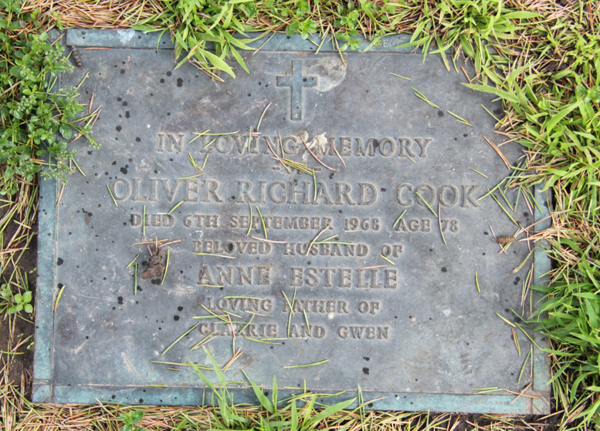 IN LOVING MEMORY
OF
OLIVER RICHARD COOK
DIED 6TH SEPTEMBER 1968 AGE 78
BELOVED HUSBAND OF
ANNE ESTELLE
LOVING FATHER OF
AND GWEN